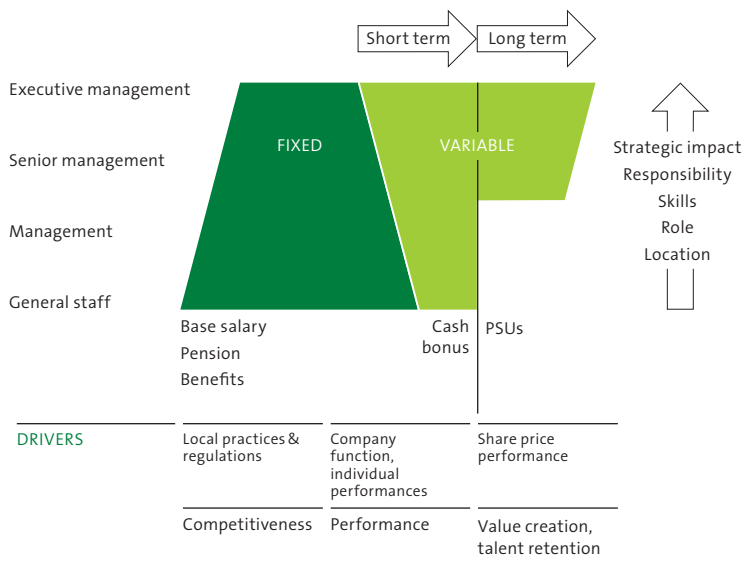 Short term
Long term
Executive management
Senior management
Management
General staff
FIXED
VARIABLE
Strategic impact
Responsibility
Skills
Role
Location
Base salary
Pension
Benefits
Cash
bonus
PSUs
DRIVERS
Local practices &
regulations
Company
function,
individual
performances
Share price
performance
Competitiveness
Performance
Value creation,
talent retention